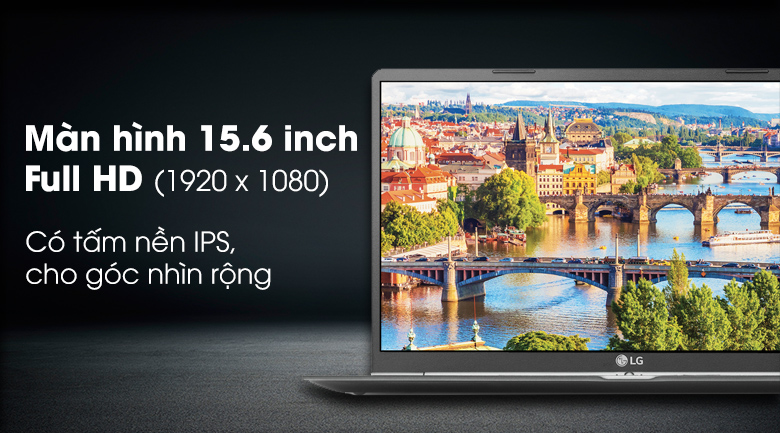 Màn hình 15.6 inch
Full HD (1920 x 1080)
Có tấm nền IPS,
cho góc nhìn rộng
LG